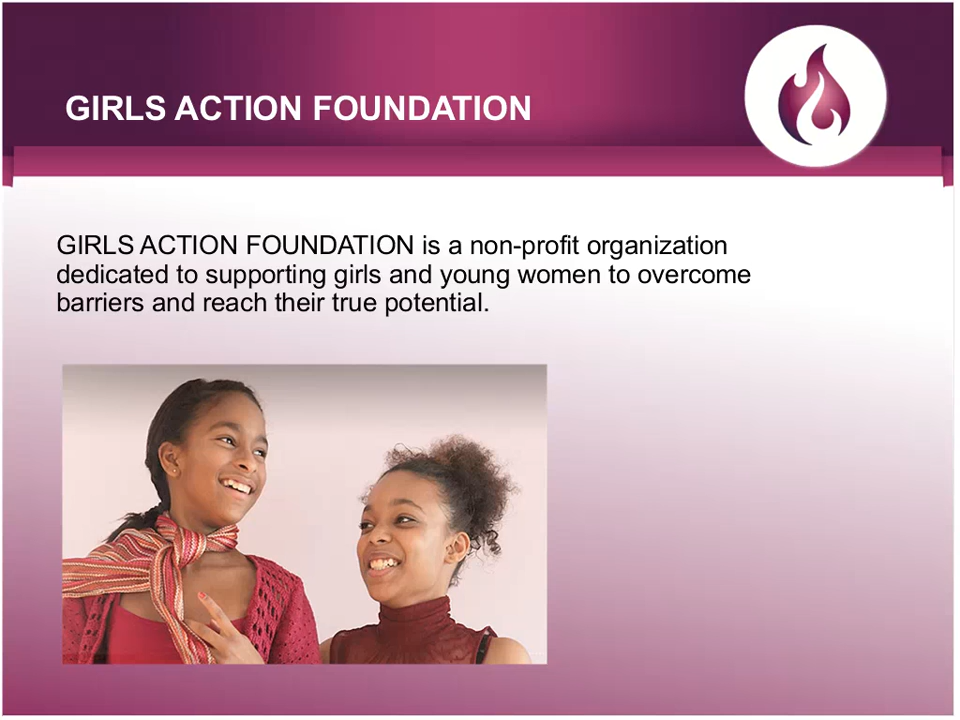 GIRLS ACTION FOUNDATION
GIRLS ACTION FOUNDATION is a non-profit organization
dedicated to supporting girls and young women to overcome
barriers and reach their true potential.